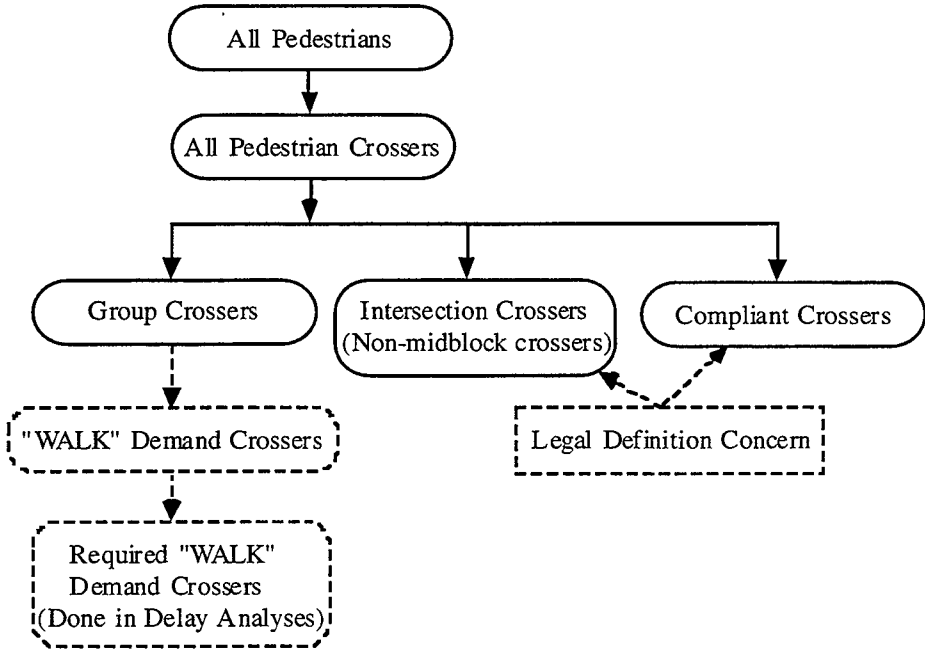 All Pedestrians
All Pedestrian Crossers
Group Crossers
Intersection Crossers
(Non-midblock crossers)
Compliant Crossers
"WALK" Demand Crossers
Legal Definition Concern
Required "WALK"
Demand Crossers
(Done in Delay Analyses)